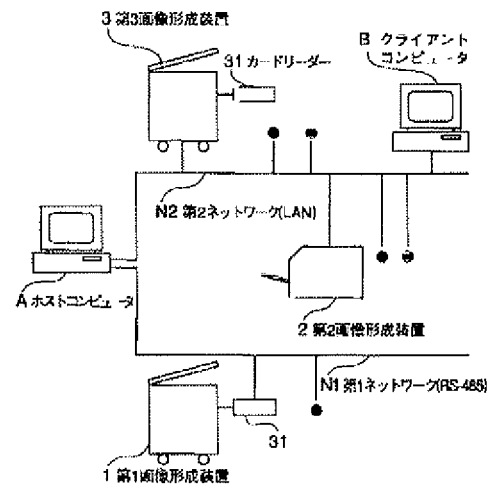 3 第3画像形成装置
31 カードリーダー
B クライアント
コンピュータ
N2 第2ネットワーク(LAN)
A ホストコンピュータ
2 第2画像形成装置
N1 第1ネットワーク(RS-485)
31
1 第1画像形成装置